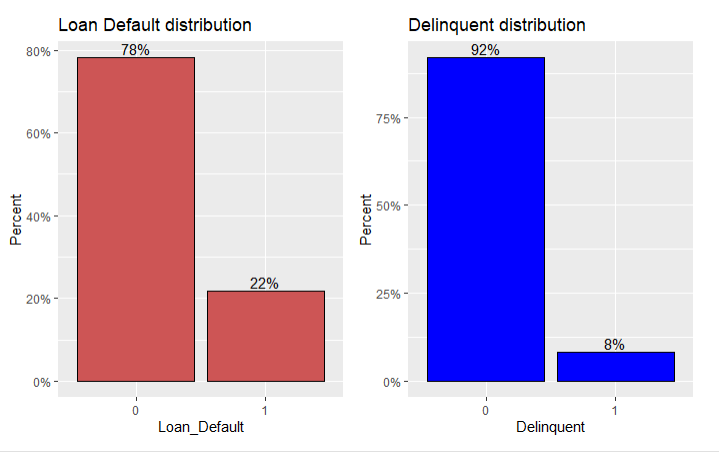 Loan Default distribution
80%
60%
40%
20%
0%
Percent
78%
22%
0
1
Loan_Default
Delinquent distribution
75%
50%
25%
0%
Percent
92%
8%
0
1
Delinquent